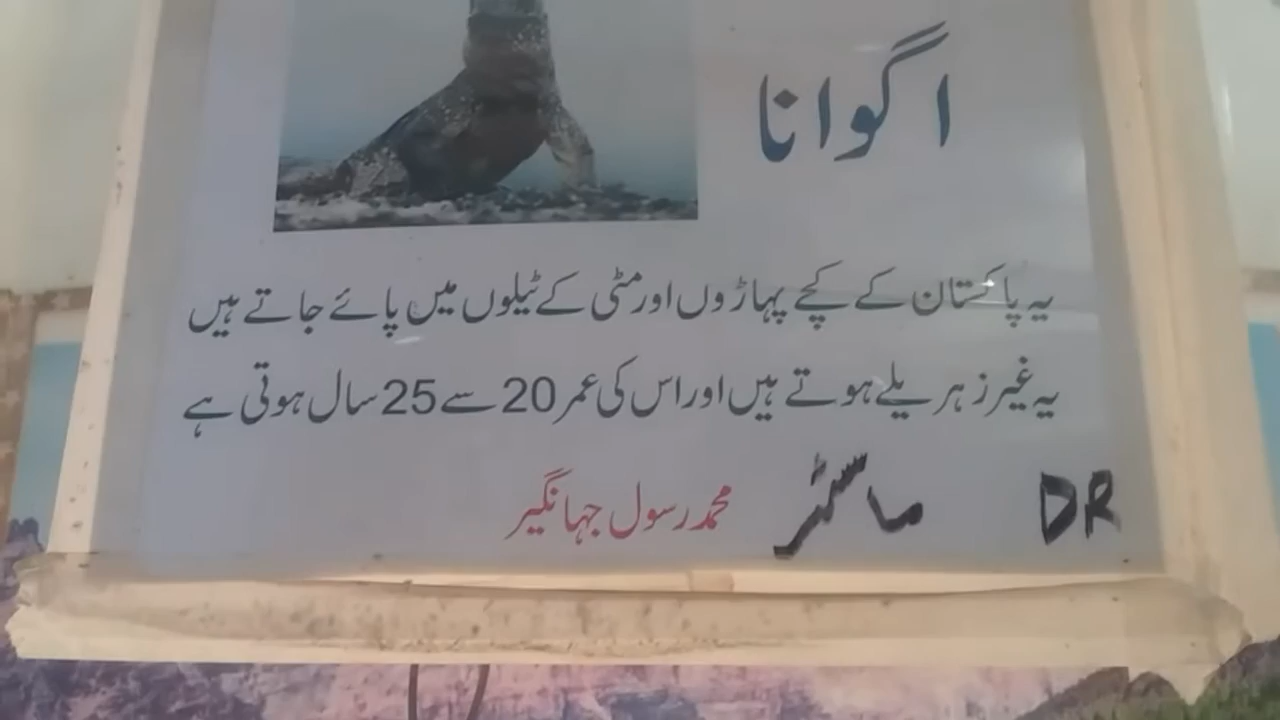 اگوانا
یہ پاکستان کے کچے پہاڑوں اور مٹی کے ٹیلوں میں پائے جاتے ہیں
یہ غیر زہریلے ہوتے ہیں اور اس کی عمر 20 سے 25 سال ہوتی ہے
DR ماسٹر محمد رسول جہانگیر